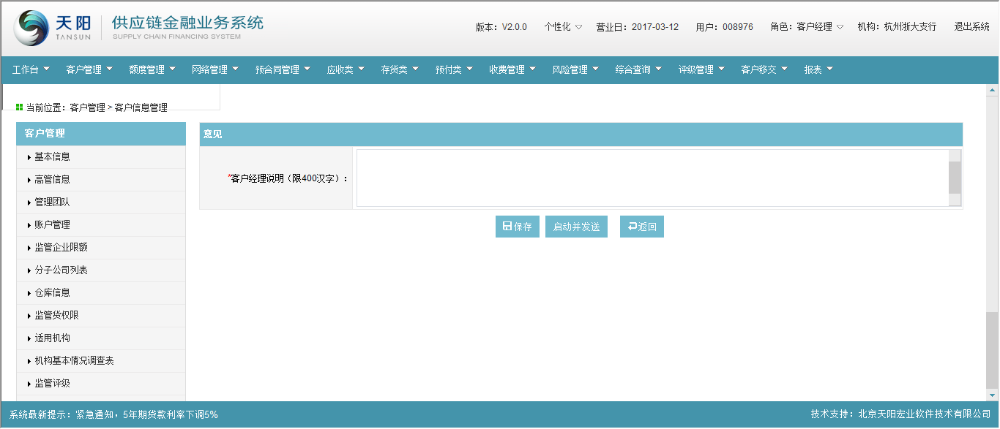 天阳
TANSUN
供应链金融业务系统
SUPPLY CHAIN FINANCING SYSTEM
版本：V2.0.0 个性化 营业日：2017-03-12 用户：008976 角色：客户经理 机构：杭州浙大支行 退出系统
工作台 客户管理 额度管理 网络管理 预合同管理 应收类 存货类 预付类 收费管理 风险管理 综合查询 评级管理 客户移交 报表
当前位置：客户管理 > 客户信息管理
客户管理
基本信息
高管信息
管理团队
账户管理
监管企业限额
分子公司列表
仓库信息
监管货权限
适用机构
机构基本情况调查表
监管评级
意见
*客户经理说明（限400汉字）：
保存 启动并发送 返回
系统最新提示：紧急通知，5年期贷款利率下调5%
技术支持：北京天阳宏业软件技术有限公司